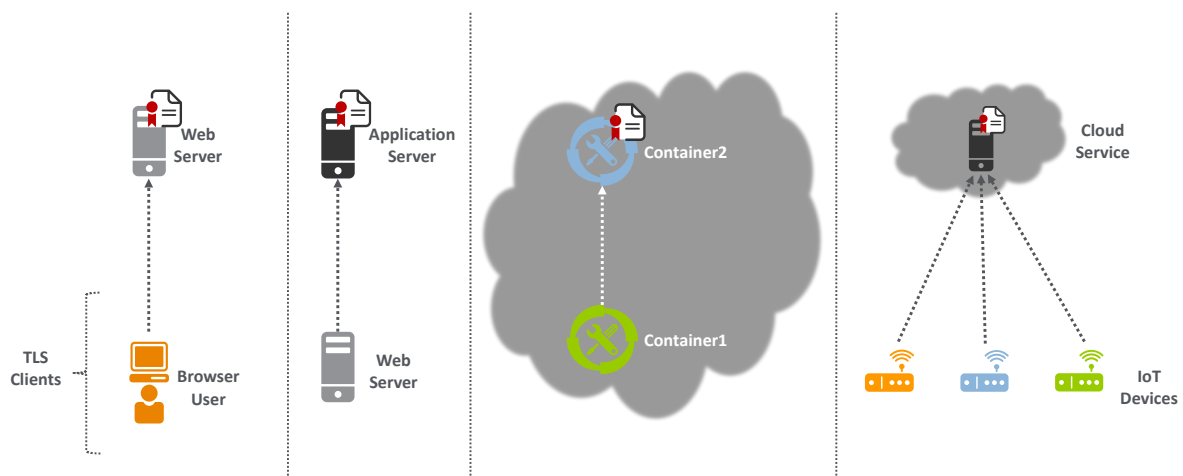 Web
Server
Application
Server
Container2
Cloud
Service
TLS
Clients
Browser
User
Web
Server
Container1
IoT
Devices